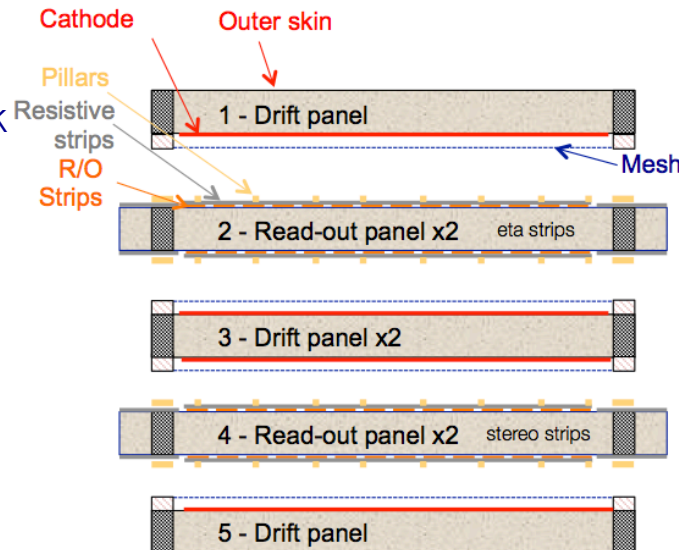 Cathode
Outer skin
Pillars
K
Resistive
strips
R/O
Strips
1 - Drift panel
Mesh
2 - Read-out panel x2
eta strips
3 - Drift panel x2
4 - Read-out panel x2
stereo strips
5 - Drift panel